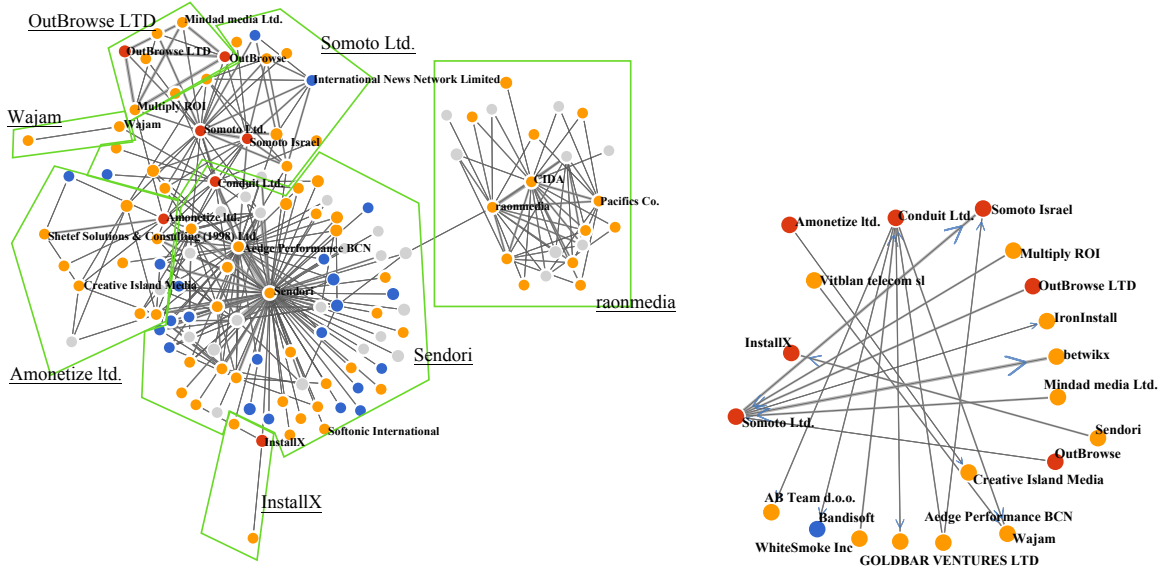 OutBrowse LTD
Mindad media Ltd.
OutBrowse LTD
OutBrowse
Somoto Ltd.
International News Network Limited
Multiply ROI
Wajam
Wajam
Somoto Ltd.
Somoto Israel
Conduit Ltd.
Amonetize ltd.
Shetef Solutions & Consulting (1998) Ltd.
Aedge Performance BCN
Creative Island Media
Sendori
Amonetize ltd.
Sendori
Softonic International
InstallX
InstallX
CIDA
raonmedia
Pacifics Co.
raonmedia
Amonetize ltd.
Conduit Ltd.
Somoto Israel
Multiply ROI
Vitblan telecom sl
OutBrowse LTD
IronInstall
InstallX
betwikx
Mindad media Ltd.
Somoto Ltd.
Sendori
OutBrowse
Creative Island Media
AB Team d.o.o.
Bandisoft
Aedge Performance BCN
Wajam
WhiteSmoke Inc
GOLDBAR VENTURES LTD